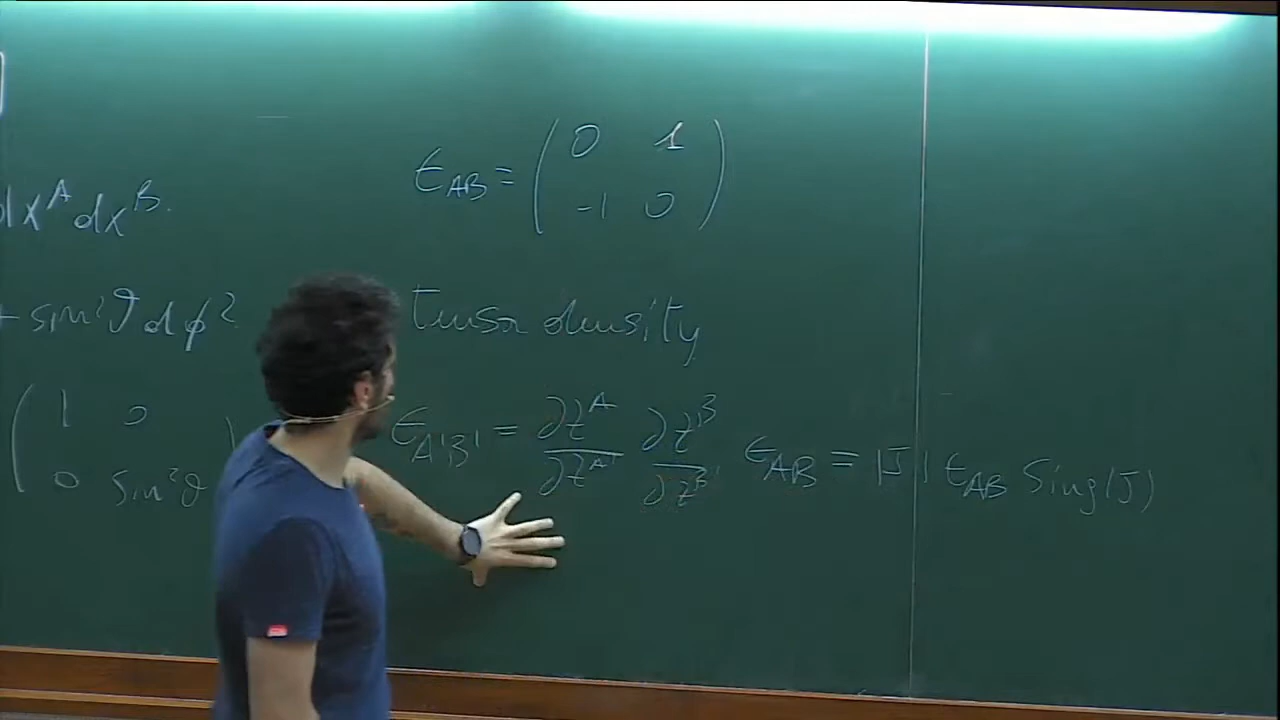 dx^A dx^B.
+ sin²ϑ dϕ²
( 1 0
0 sin²ϑ )
ϵ_AB = ( 0 1
-1 0 )
Tensor density
ϵ_A'B' = ∂z^A/∂z^A' ∂z^B/∂z^B' ϵ_AB = |J| ϵ_AB Sing(J)